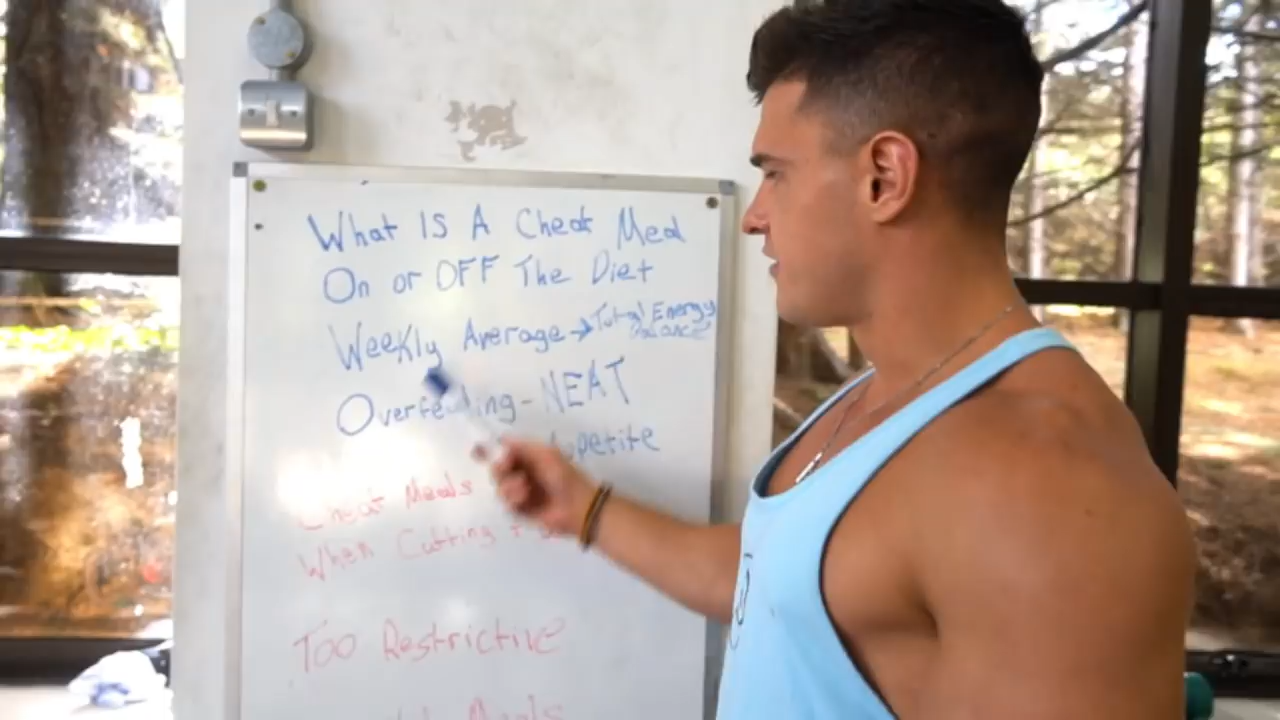 What IS A Cheat Meal
On or OFF The Diet
Weekly Average → Total Energy
Balance
Overfeeding - NEAT
Cheat Meals
When Cutting +
Too Restrictive
Meals